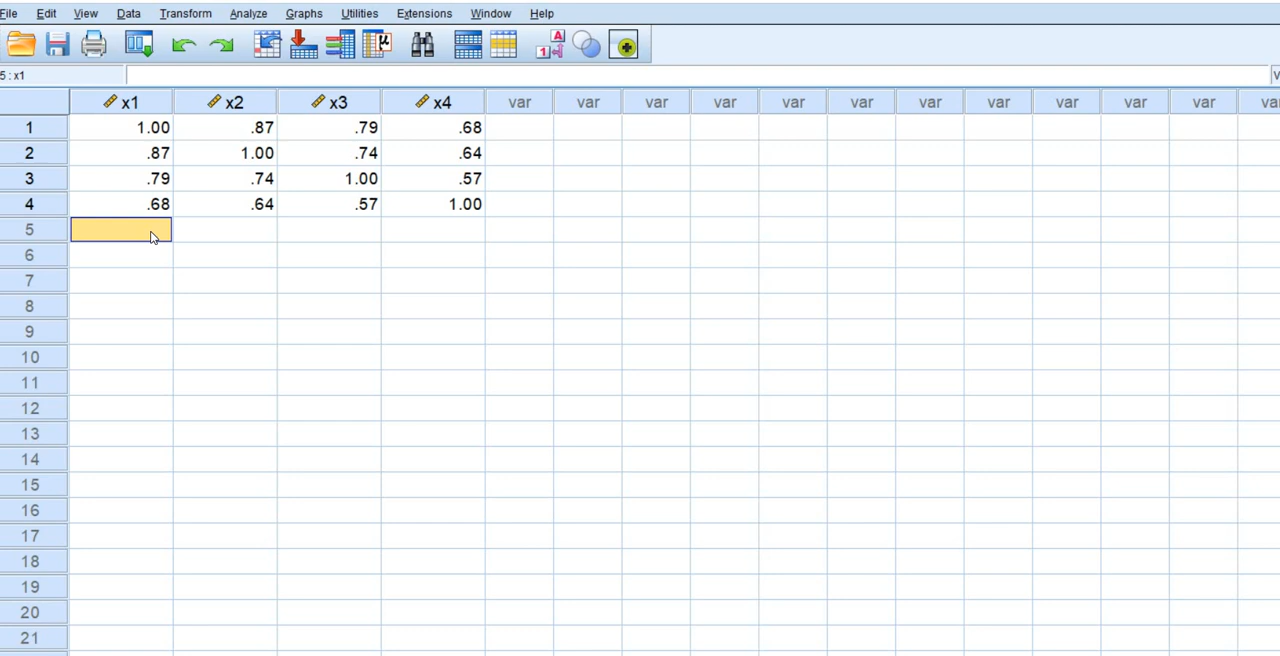 File Edit View Data Transform Analyze Graphs Utilities Extensions Window Help
A
1
μ
5 : x1
x1 x2 x3 x4 var var var var var var var var var var var
1 1.00 .87 .79 .68
2 .87 1.00 .74 .64
3 .79 .74 1.00 .57
4 .68 .64 .57 1.00
5
6
7
8
9
10
11
12
13
14
15
16
17
18
19
20
21